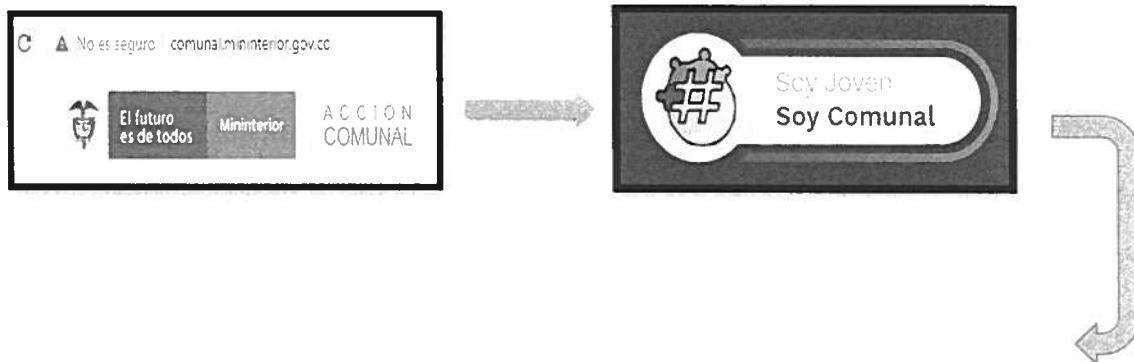 No es seguro comunal.mininterior.gov.co
El futuro
es de todos
Mininterior
ACCION
COMUNAL
Soy Joven
Soy Comunal